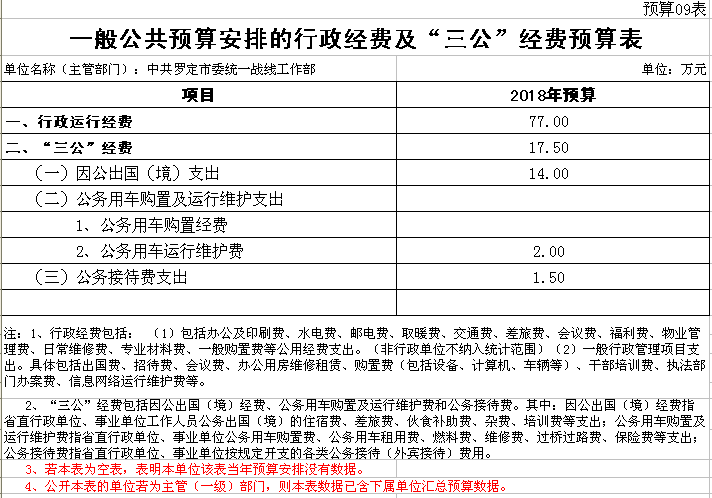 预算09表
一般公共预算安排的行政经费及“三公”经费预算表
单位名称（主管部门）：中共罗定市委统一战线工作部 单位：万元
项目 2018年预算
一、行政运行经费 77.00
二、“三公”经费 17.50
（一）因公出国（境）支出 14.00
（二）公务用车购置及运行维护支出
1、公务用车购置经费
2、公务用车运行维护费 2.00
（三）公务接待费支出 1.50
注：1、行政经费包括： （1）包括办公及印刷费、水电费、邮电费、取暖费、交通费、差旅费、会议费、福利费、物业管
理费、日常维修费、专业材料费、一般购置费等公用经费支出。（非行政单位不纳入统计范围）（2）一般行政管理项目支
出。具体包括出国费、招待费、会议费、办公用房维修租赁、购置费（包括设备、计算机、车辆等）、干部培训费、执法部
门办案费、信息网络运行维护费等。
2、“三公”经费包括因公出国（境）经费、公务用车购置及运行维护费和公务接待费。其中：因公出国（境）经费指
省直行政单位、事业单位工作人员公务出国（境）的住宿费、差旅费、伙食补助费、杂费、培训费等支出；公务用车购置及
运行维护费指省直行政单位、事业单位公务用车购置费、公务用车租用费、燃料费、维修费、过桥过路费、保险费等支出；
公务接待费指省直行政单位、事业单位按规定开支的各类公务接待（外宾接待）费用。
3、若本表为空表，表明本单位该表当年预算安排没有数据。
4、公开本表的单位若为主管（一级）部门，则本表数据已含下属单位汇总预算数据。